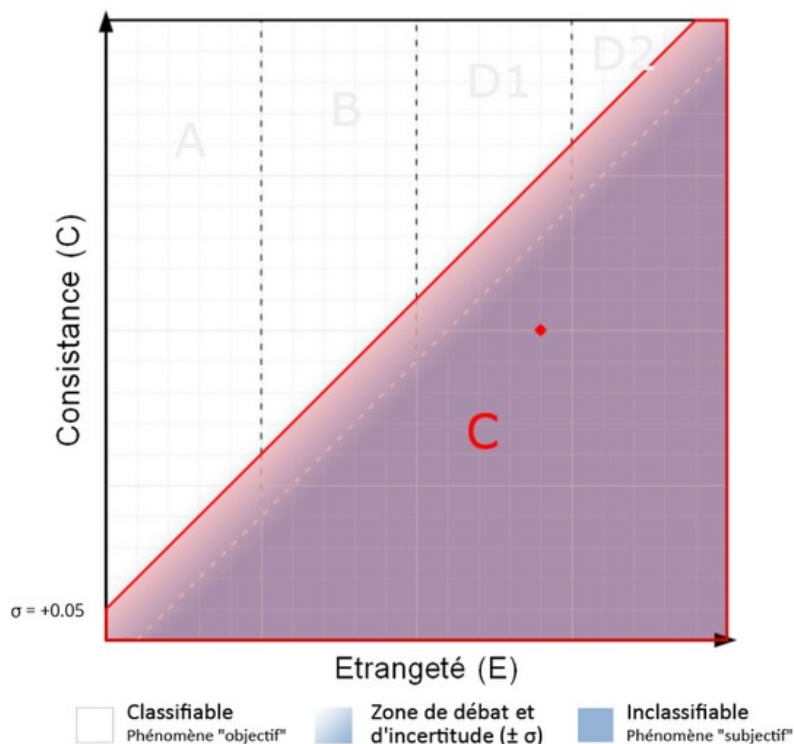 A
B
D1
D2
Consistance (C)
C
σ = +0.05
Etrangeté (E)
Classifiable
Phénomène "objectif"
Zone de débat et
d'incertitude (± σ)
Inclassifiable
Phénomène "subjectif"